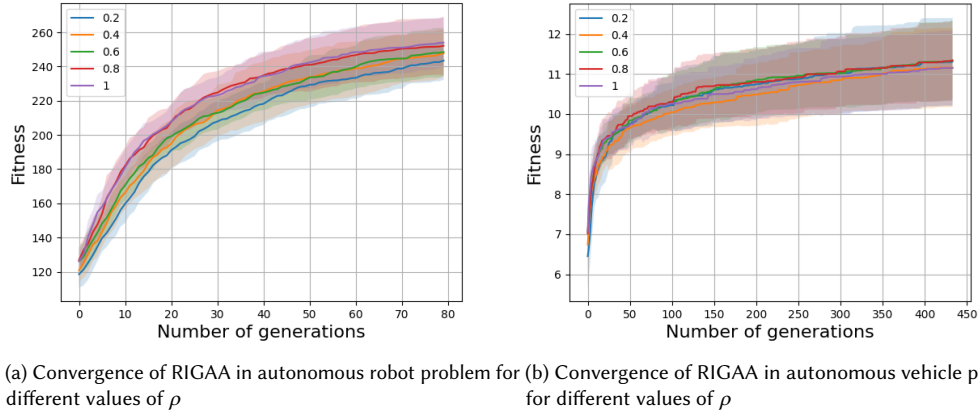 260
240
220
200
180
160
140
120
Fitness
0.2
0.4
0.6
0.8
1
0 10 20 30 40 50 60 70 80
Number of generations
12
11
10
9
8
7
6
Fitness
0.2
0.4
0.6
0.8
1
0 50 100 150 200 250 300 350 400 450
Number of generations
(a) Convergence of RIGAA in autonomous robot problem for
different values of ρ
(b) Convergence of RIGAA in autonomous vehicle p
for different values of ρ